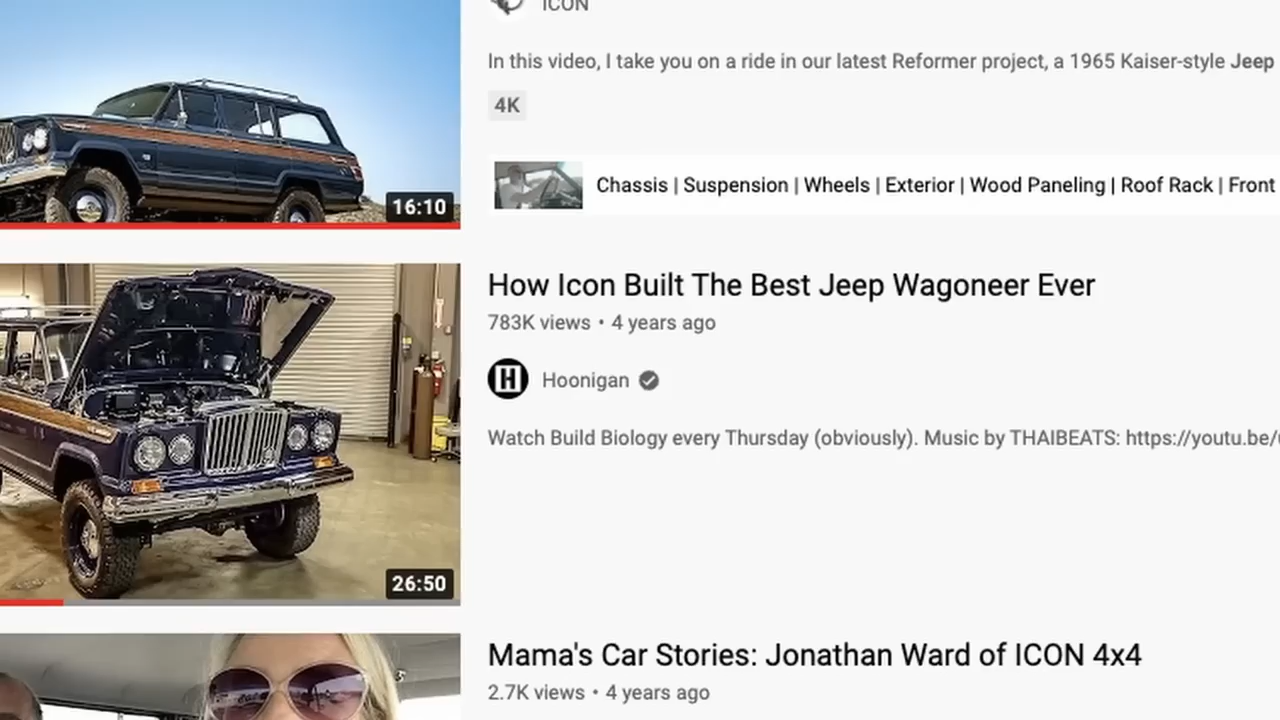 ICON
In this video, I take you on a ride in our latest Reformer project, a 1965 Kaiser-style Jeep
4K
16:10
Chassis | Suspension | Wheels | Exterior | Wood Paneling | Roof Rack | Front
How Icon Built The Best Jeep Wagoneer Ever
783K views • 4 years ago
H Hoonigan
Watch Build Biology every Thursday (obviously). Music by THAIBEATS: https://youtu.be/
26:50
Mama's Car Stories: Jonathan Ward of ICON 4x4
2.7K views • 4 years ago